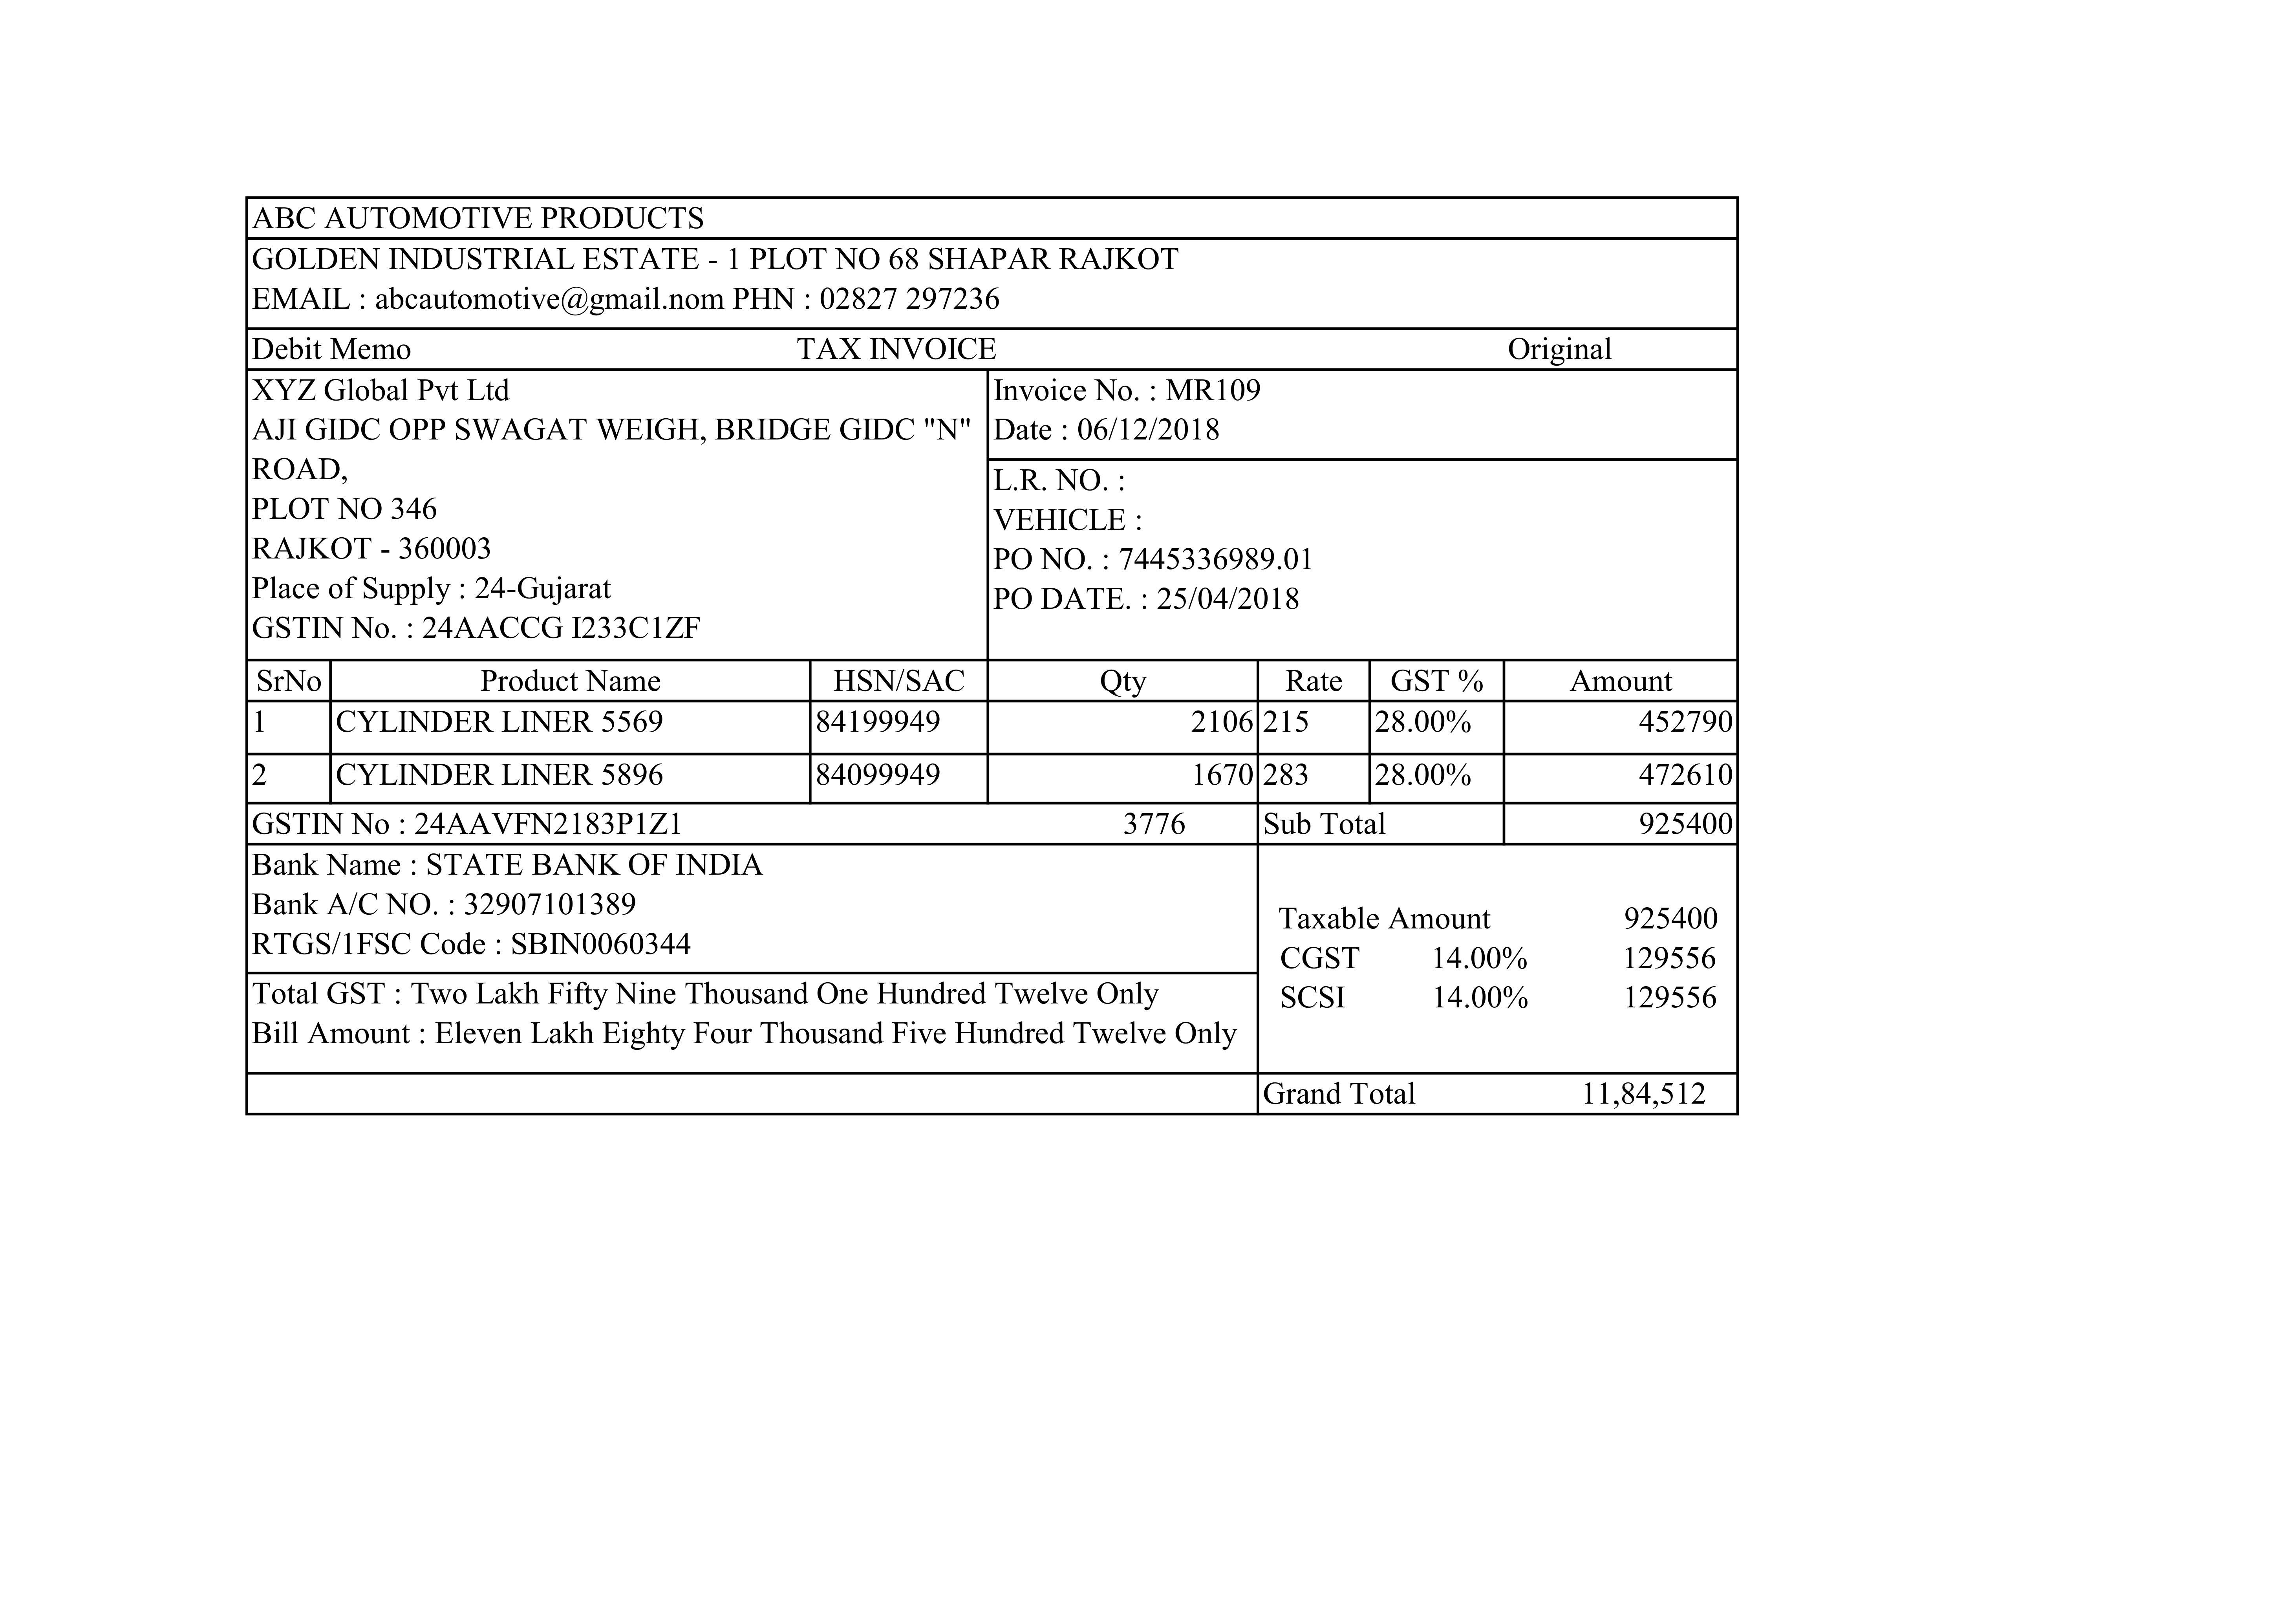 ABC AUTOMOTIVE PRODUCTS
GOLDEN INDUSTRIAL ESTATE - 1 PLOT NO 68 SHAPAR RAJKOT
EMAIL : abcautomotive@gmail.nom PHN : 02827 297236
Debit Memo TAX INVOICE Original
XYZ Global Pvt Ltd
AJI GIDC OPP SWAGAT WEIGH, BRIDGE GIDC "N"
ROAD,
PLOT NO 346
RAJKOT - 360003
Place of Supply : 24-Gujarat
GSTIN No. : 24AACCG I233C1ZF
Invoice No. : MR109
Date : 06/12/2018
L.R. NO. :
VEHICLE :
PO NO. : 7445336989.01
PO DATE. : 25/04/2018
SrNo Product Name HSN/SAC Qty Rate GST % Amount
1 CYLINDER LINER 5569 84199949 2106 215 28.00% 452790
2 CYLINDER LINER 5896 84099949 1670 283 28.00% 472610
GSTIN No : 24AAVFN2183P1Z1 3776 Sub Total 925400
Bank Name : STATE BANK OF INDIA
Bank A/C NO. : 32907101389
RTGS/1FSC Code : SBIN0060344
Total GST : Two Lakh Fifty Nine Thousand One Hundred Twelve Only
Bill Amount : Eleven Lakh Eighty Four Thousand Five Hundred Twelve Only
Taxable Amount 925400
CGST 14.00% 129556
SCSI 14.00% 129556
Grand Total 11,84,512